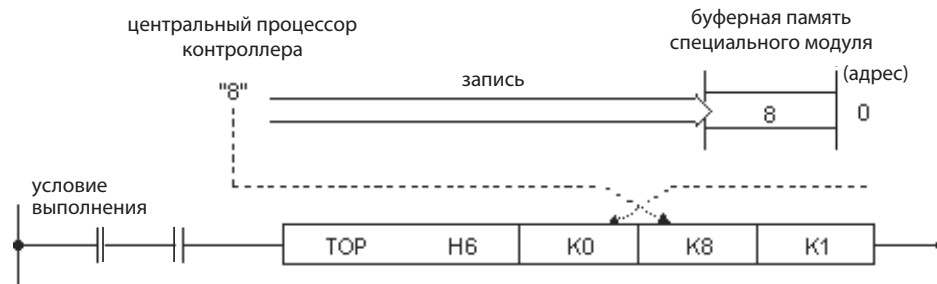 центральный процессор
контроллера
буферная память
специального модуля
"8"
запись
(адрес)
8
0
условие
выполнения
TOP H6 K0 K8 K1